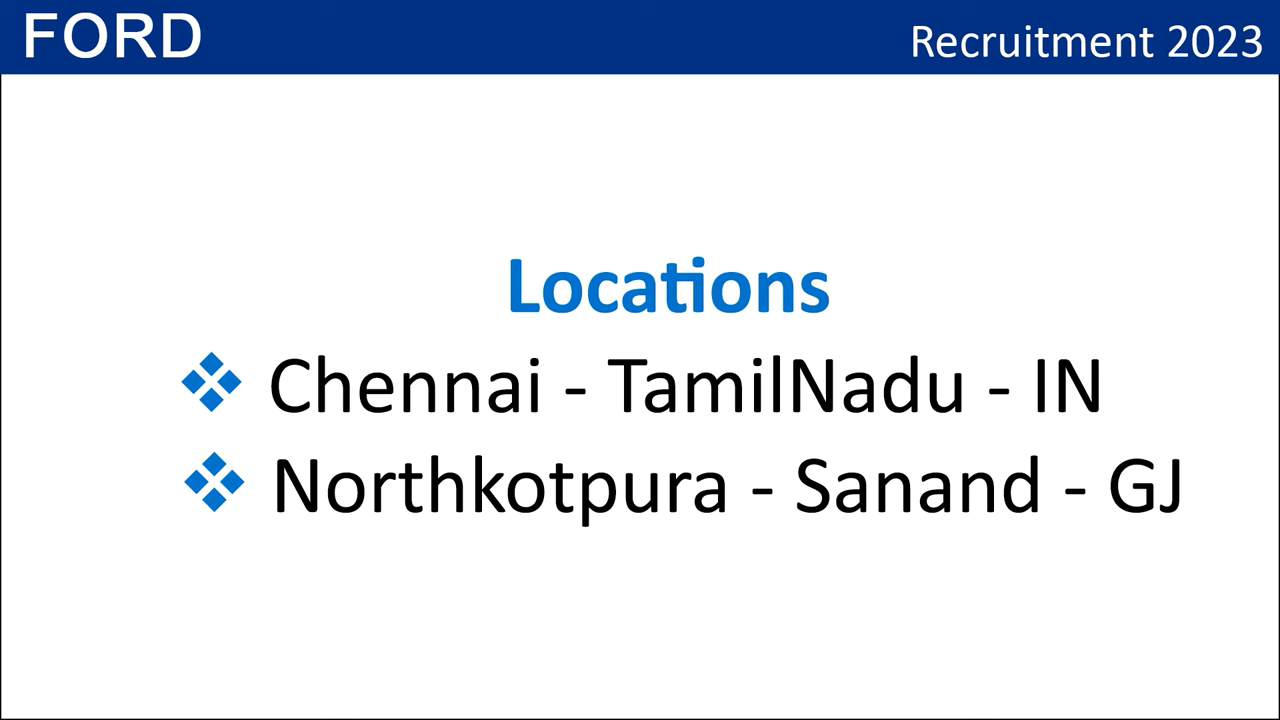 FORD
Recruitment 2023
Locations
❖ Chennai - TamilNadu - IN
❖ Northkotpura - Sanand - GJ